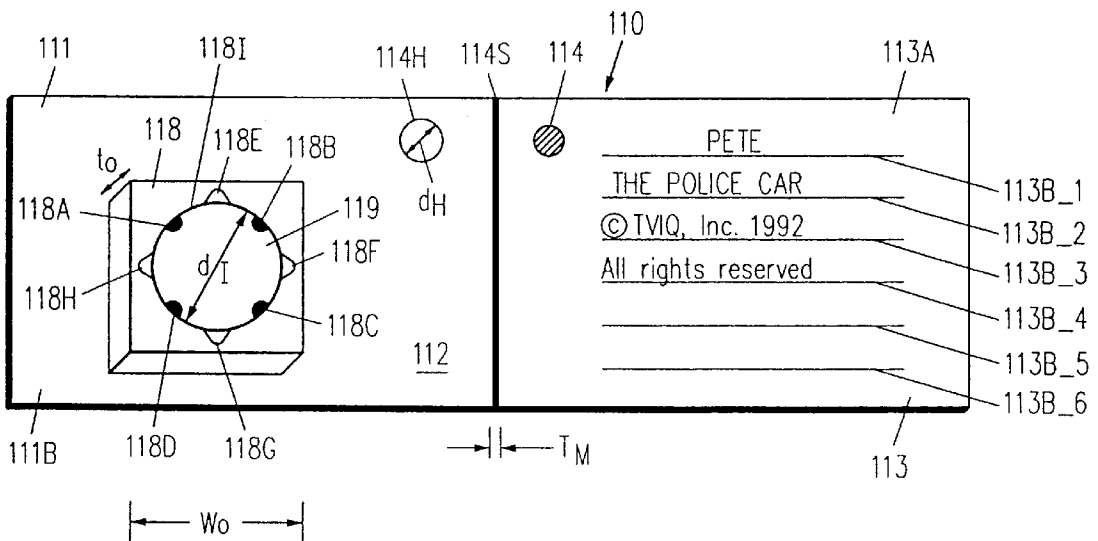 110
111
118I
114H
114S
114
113A
118
118E
118B
to
dH
PETE
118A
119
THE POLICE CAR
113B_1
118F
© TVIQ, Inc. 1992
113B_2
dI
All rights reserved
113B_3
118H
118C
113B_4
112
113B_5
113B_6
111B
118D
118G
TM
113
Wo